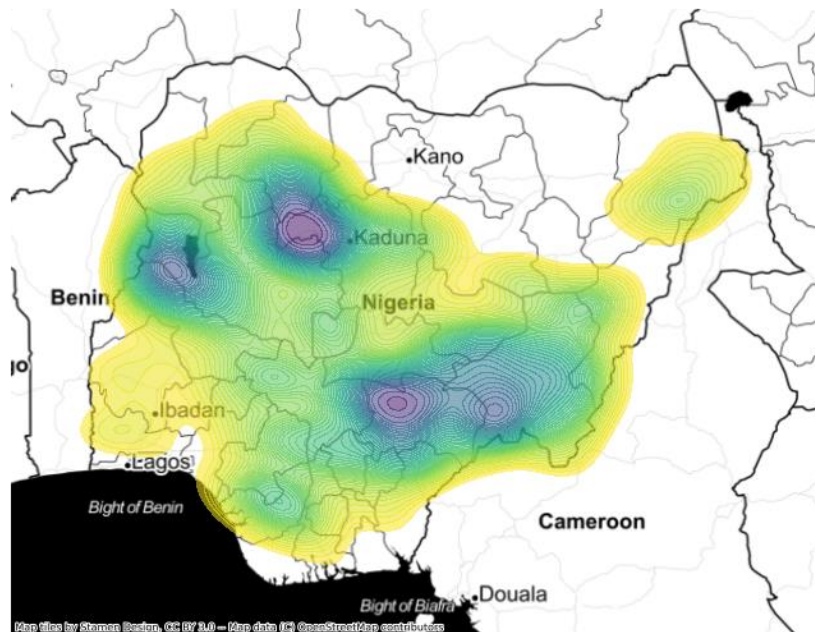 Kano
Kaduna
Benin
Nigeria
go
Ibadan
Lagos
Bight of Benin
Cameroon
Douala
Bight of Biafra
Map tiles by Stamen Design, CC BY 3.0 -- Map data (C) OpenStreetMap contributors